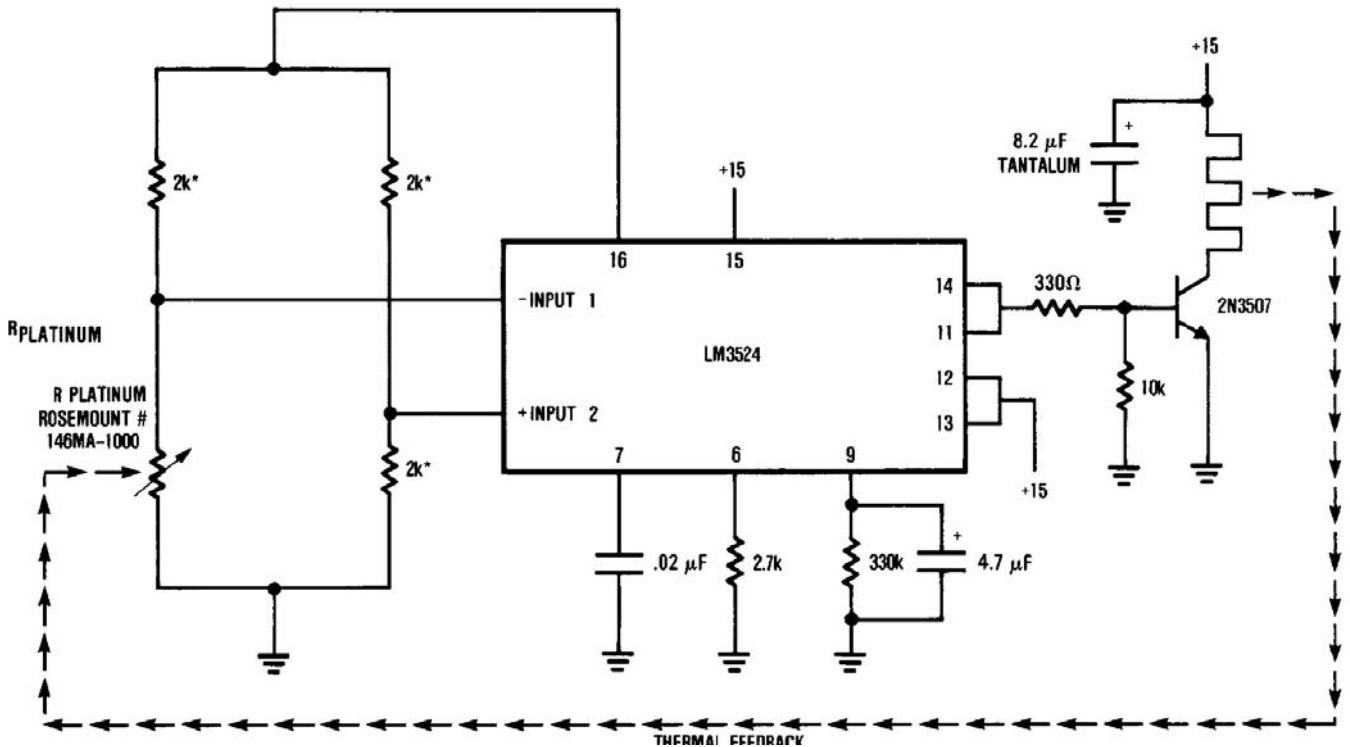 +15
8.2 µF
TANTALUM
+
2k*
2k*
+15
16
15
14
330Ω
2N3507
- INPUT 1
11
RPLATINUM
LM3524
R PLATINUM
ROSEMOUNT #
146MA-1000
12
10k
+ INPUT 2
13
2k*
7
6
9
+15
.02 µF
2.7k
330k
+
4.7 µF
THERMAL FEEDBACK